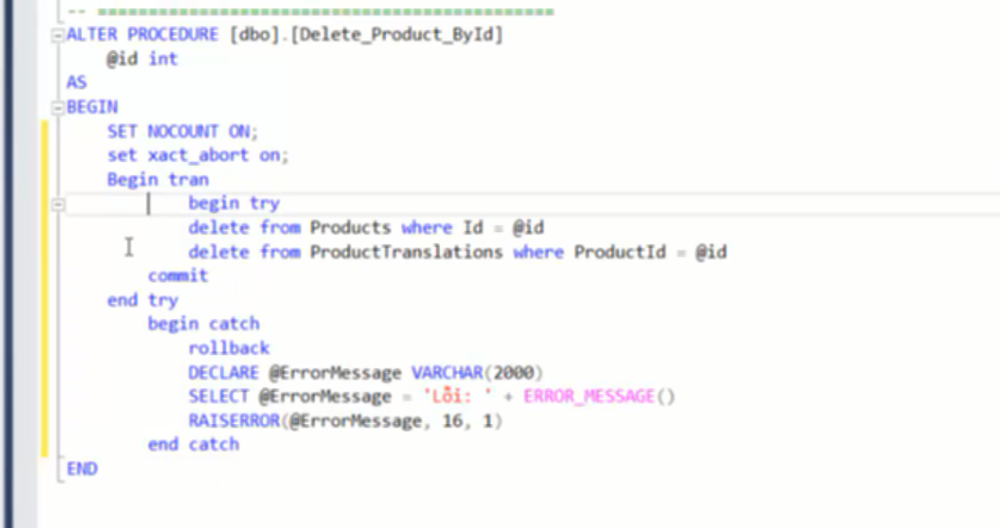 -- =============================================
ALTER PROCEDURE [dbo].[Delete_Product_ById]
@id int
AS
BEGIN
SET NOCOUNT ON;
set xact_abort on;
Begin tran
begin try
delete from Products where Id = @id
delete from ProductTranslations where ProductId = @id
commit
end try
begin catch
rollback
DECLARE @ErrorMessage VARCHAR(2000)
SELECT @ErrorMessage = 'Lỗi: ' + ERROR_MESSAGE()
RAISERROR(@ErrorMessage, 16, 1)
end catch
END